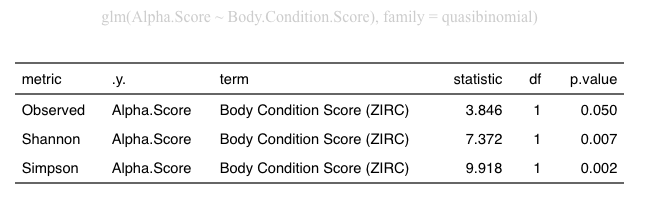 glm(Alpha.Score ~ Body.Condition.Score), family = quasibinomial)
metric .y. term statistic df p.value
Observed Alpha.Score Body Condition Score (ZIRC) 3.846 1 0.050
Shannon Alpha.Score Body Condition Score (ZIRC) 7.372 1 0.007
Simpson Alpha.Score Body Condition Score (ZIRC) 9.918 1 0.002